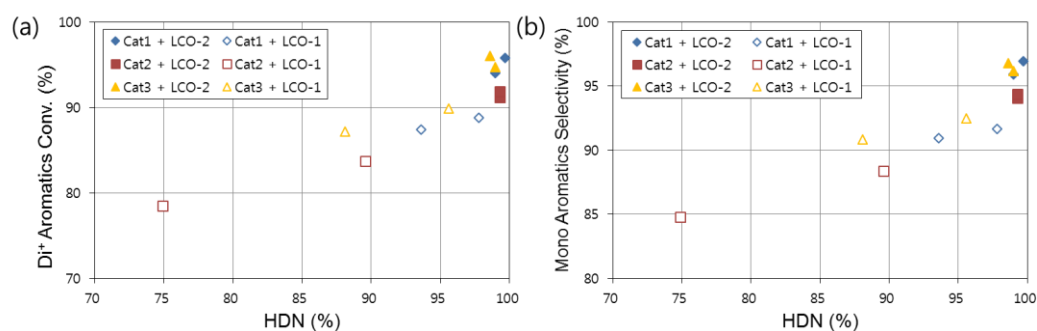 (a)
Di+ Aromatics Conv. (%)
100
90
80
70
Cat1 + LCO-2
Cat1 + LCO-1
Cat2 + LCO-2
Cat2 + LCO-1
Cat3 + LCO-2
Cat3 + LCO-1
70 75 80 85 90 95 100
HDN (%)
(b)
Mono Aromatics Selectivity (%)
100
95
90
85
80
Cat1 + LCO-2
Cat1 + LCO-1
Cat2 + LCO-2
Cat2 + LCO-1
Cat3 + LCO-2
Cat3 + LCO-1
70 75 80 85 90 95 100
HDN (%)